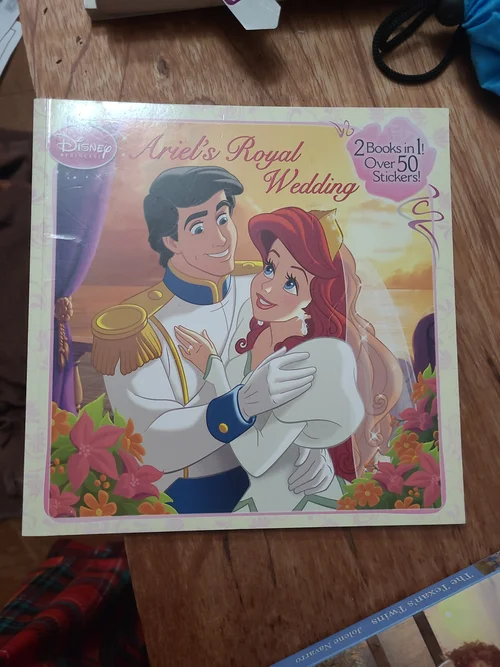 Disney
PRINCESS
Ariel's Royal
Wedding
2 Books in 1!
Over 50
Stickers!
The Texan's Twins
Jolene Navarro